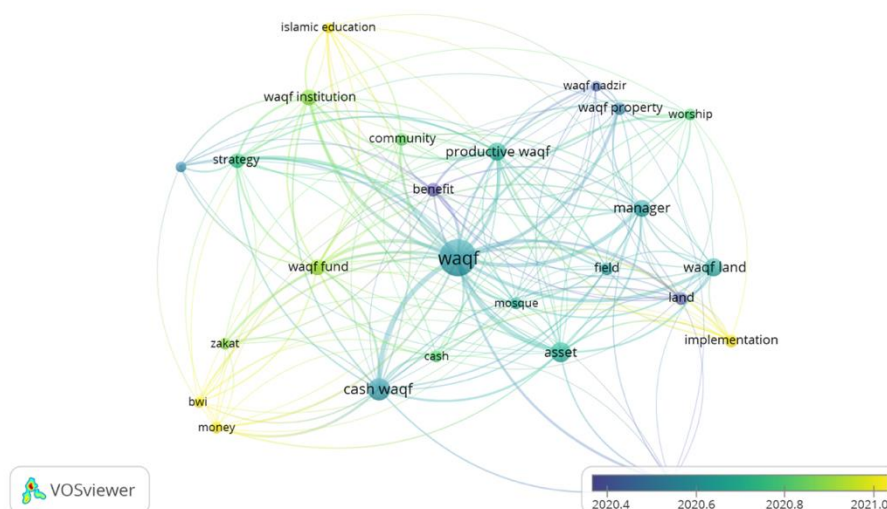 islamic education
waqf nadzir
waqf institution
waqf property
worship
community
productive waqf
strategy
benefit
manager
waqf
waqf fund
field
waqf land
land
mosque
zakat
cash
asset
implementation
cash waqf
bwi
money
VOSviewer
2020.4
2020.6
2020.8
2021.0